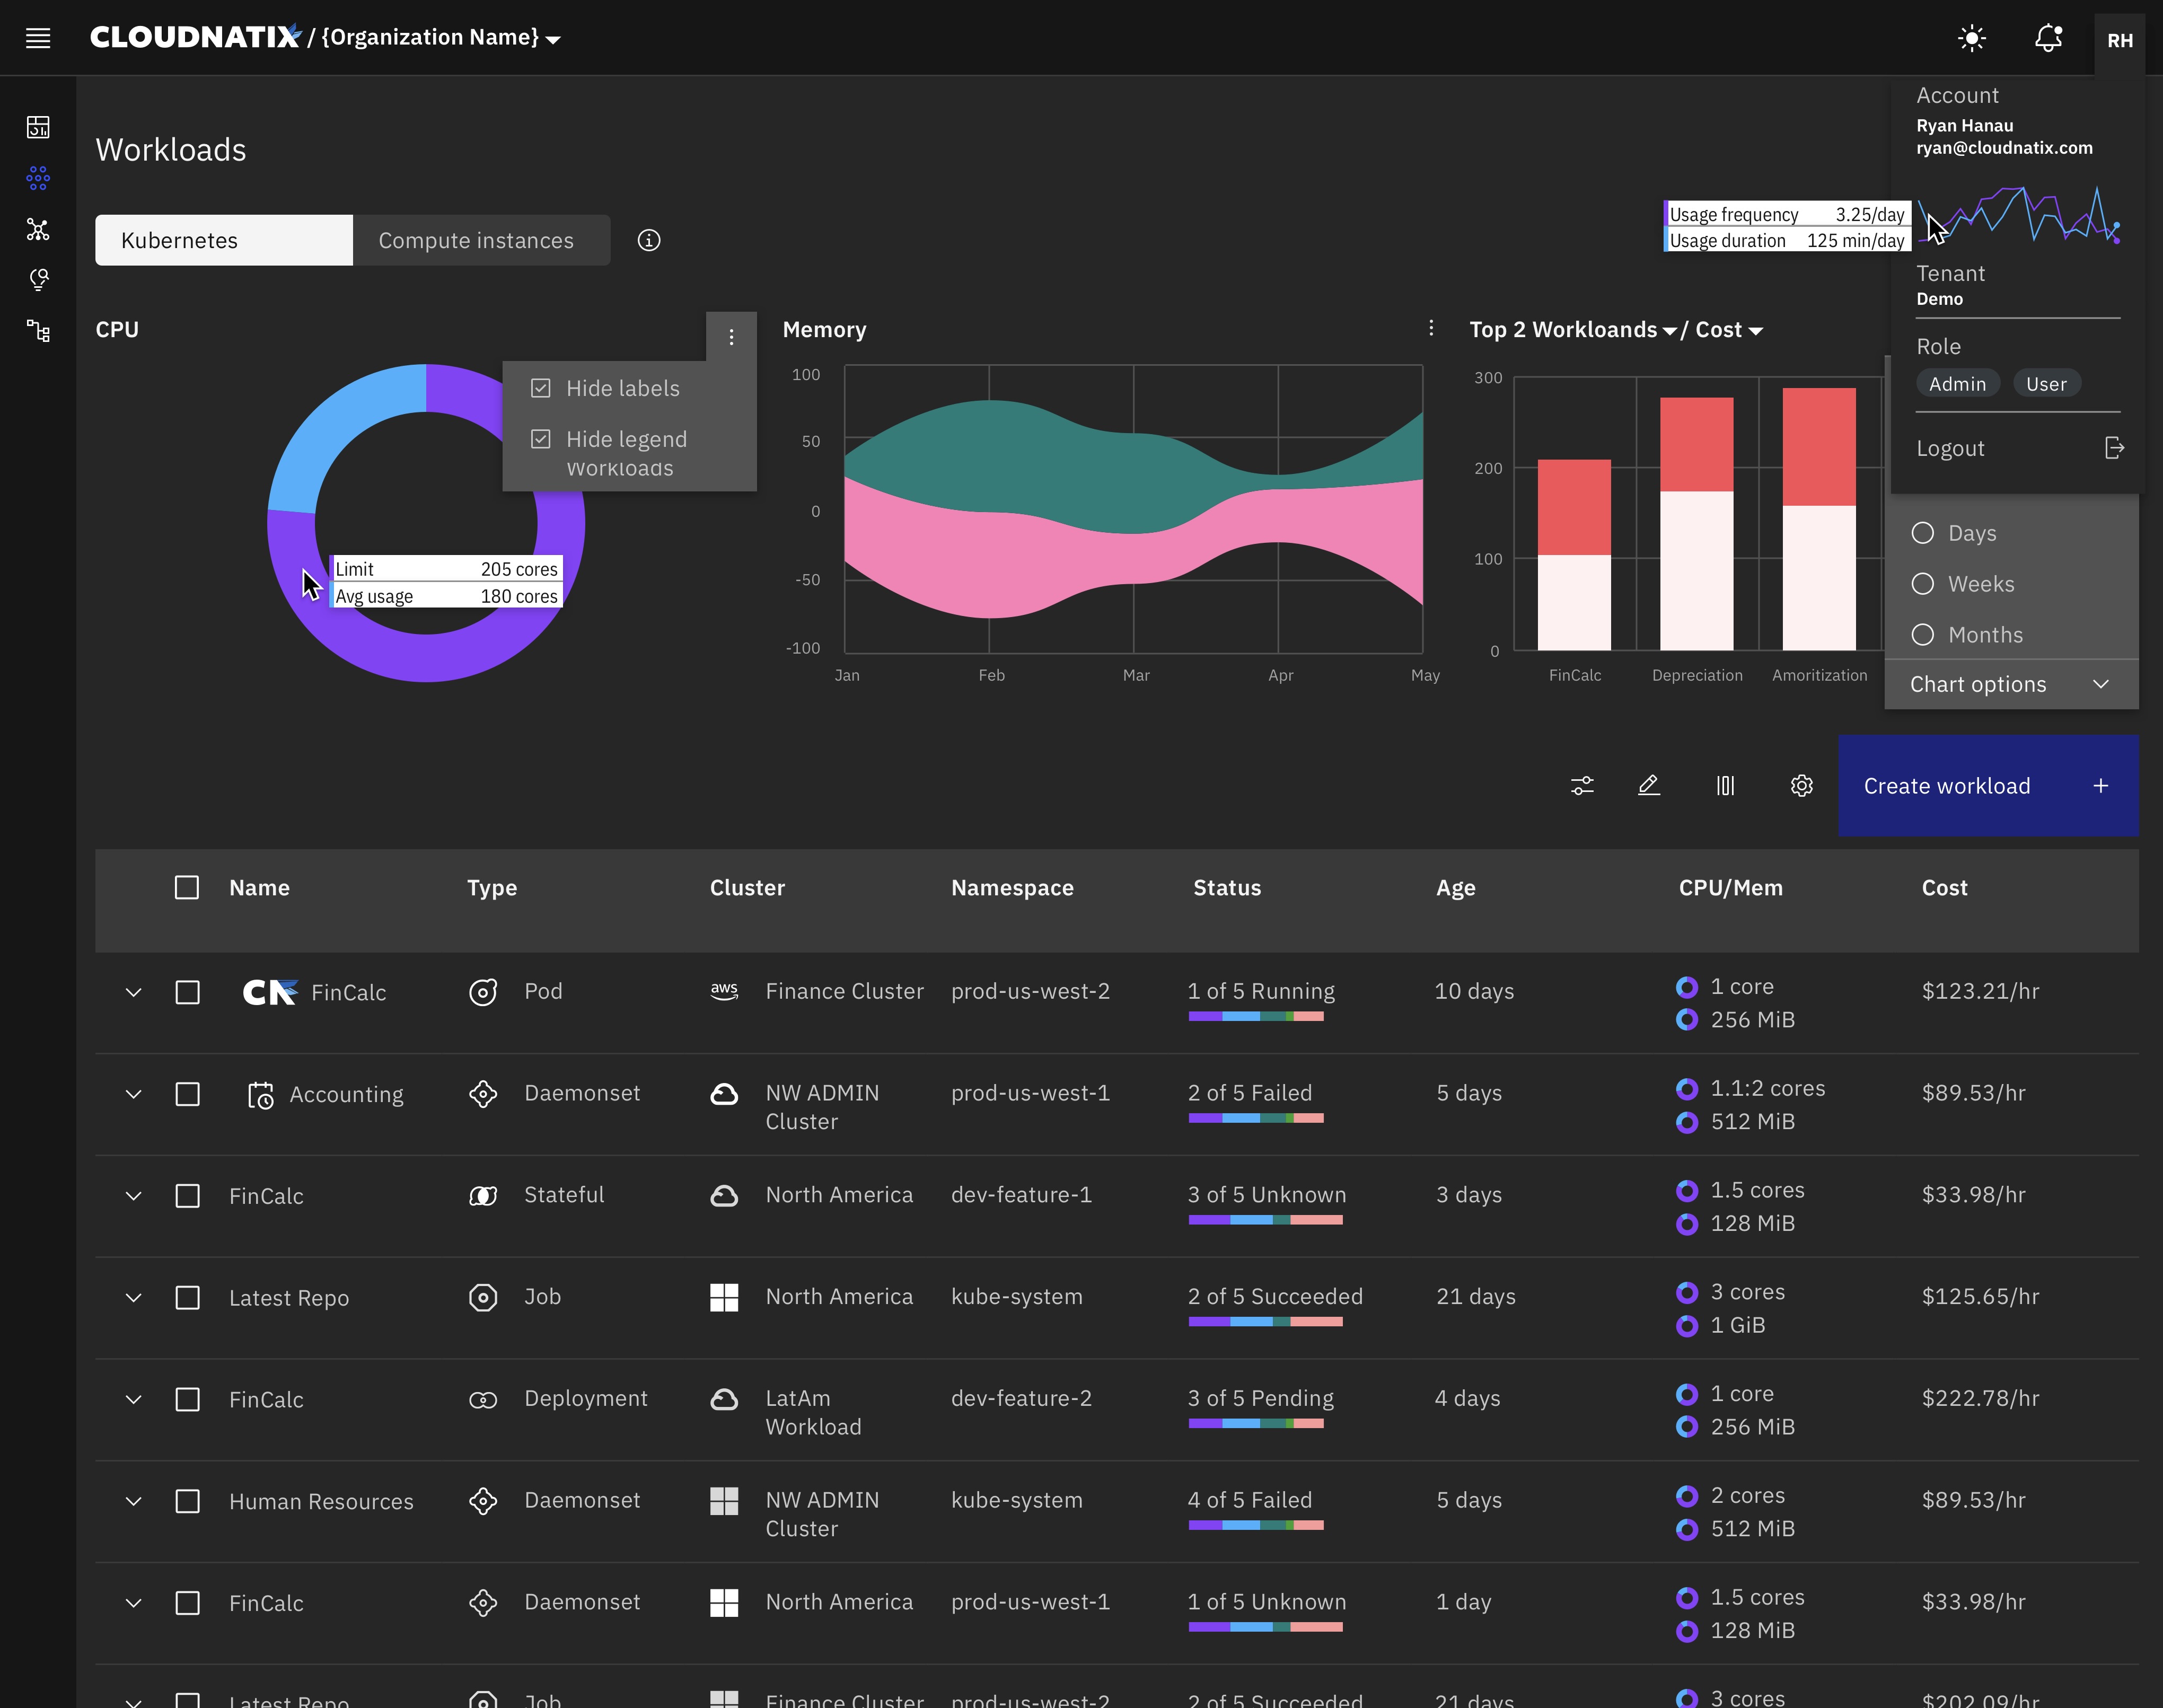 CLOUDNATIX / {Organization Name}
RH
Account
Ryan Hanau
ryan@cloudnatix.com
Usage frequency 3.25/day
Usage duration 125 min/day
Tenant
Demo
Role
Admin User
Logout
Workloads
Kubernetes Compute instances
CPU
Hide labels
Hide legend
Workloads
Limit 205 cores
Avg usage 180 cores
Memory
100
50
0
-50
-100
Jan Feb Mar Apr May
Top 2 Workloands / Cost
300
200
100
0
FinCalc Depreciation Amoritization
Days
Weeks
Months
Chart options
Create workload
Name Type Cluster Namespace Status Age CPU/Mem Cost
CN FinCalc Pod aws Finance Cluster prod-us-west-2 1 of 5 Running 10 days 1 core $123.21/hr
256 MiB
Accounting Daemonset NW ADMIN prod-us-west-1 2 of 5 Failed 5 days 1.1:2 cores $89.53/hr
Cluster 512 MiB
FinCalc Stateful North America dev-feature-1 3 of 5 Unknown 3 days 1.5 cores $33.98/hr
128 MiB
Latest Repo Job North America kube-system 2 of 5 Succeeded 21 days 3 cores $125.65/hr
1 GiB
FinCalc Deployment LatAm dev-feature-2 3 of 5 Pending 4 days 1 core $222.78/hr
Workload 256 MiB
Human Resources Daemonset NW ADMIN kube-system 4 of 5 Failed 5 days 2 cores $89.53/hr
Cluster 512 MiB
FinCalc Daemonset North America prod-us-west-1 1 of 5 Unknown 1 day 1.5 cores $33.98/hr
128 MiB
Latest Repo Job Finance Cluster prod-us-west-2 2 of 5 Succeeded 21 days 3 cores $202.09/hr